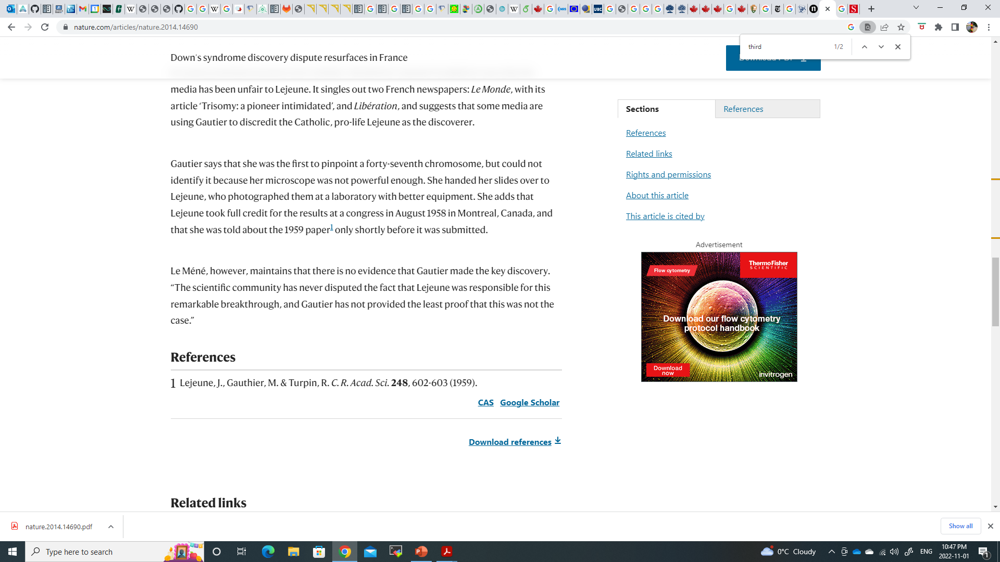 nature.com/articles/nature.2014.14690
third
1/2
Down's syndrome discovery dispute resurfaces in France
media has been unfair to Lejeune. It singles out two French newspapers: Le Monde, with its
article ‘Trisomy: a pioneer intimidated’, and Libération, and suggests that some media are
using Gautier to discredit the Catholic, pro-life Lejeune as the discoverer.
Gautier says that she was the first to pinpoint a forty-seventh chromosome, but could not
identify it because her microscope was not powerful enough. She handed her slides over to
Lejeune, who photographed them at a laboratory with better equipment. She adds that
Lejeune took full credit for the results at a congress in August 1958 in Montreal, Canada, and
that she was told about the 1959 paper1 only shortly before it was submitted.
Le Méné, however, maintains that there is no evidence that Gautier made the key discovery.
“The scientific community has never disputed the fact that Lejeune was responsible for this
remarkable breakthrough, and Gautier has not provided the least proof that this was not the
case.”
References
1 Lejeune, J., Gauthier, M. & Turpin, R. C. R. Acad. Sci. 248, 602-603 (1959).
CAS Google Scholar
Download references
Related links
Sections References
References
Related links
Rights and permissions
About this article
This article is cited by
Advertisement
Flow cytometry
ThermoFisher
SCIENTIFIC
Download our flow cytometry
protocol handbook
Download
now
invitrogen
nature.2014.14690.pdf
Show all
Type here to search
0°C Cloudy
ENG
10:47 PM
2022-11-01
1